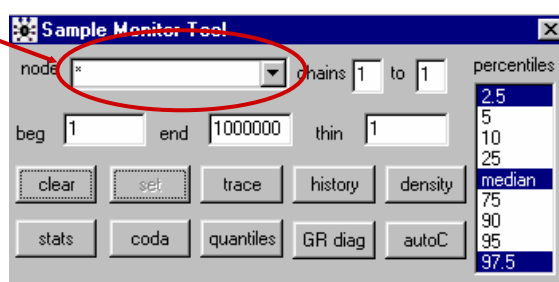 Sample Monitor Tool
node * chains 1 to 1 percentiles
beg 1 end 1000000 thin 1
clear set trace history density
stats coda quantiles GR diag autoC
2.5
5
10
25
median
75
90
95
97.5